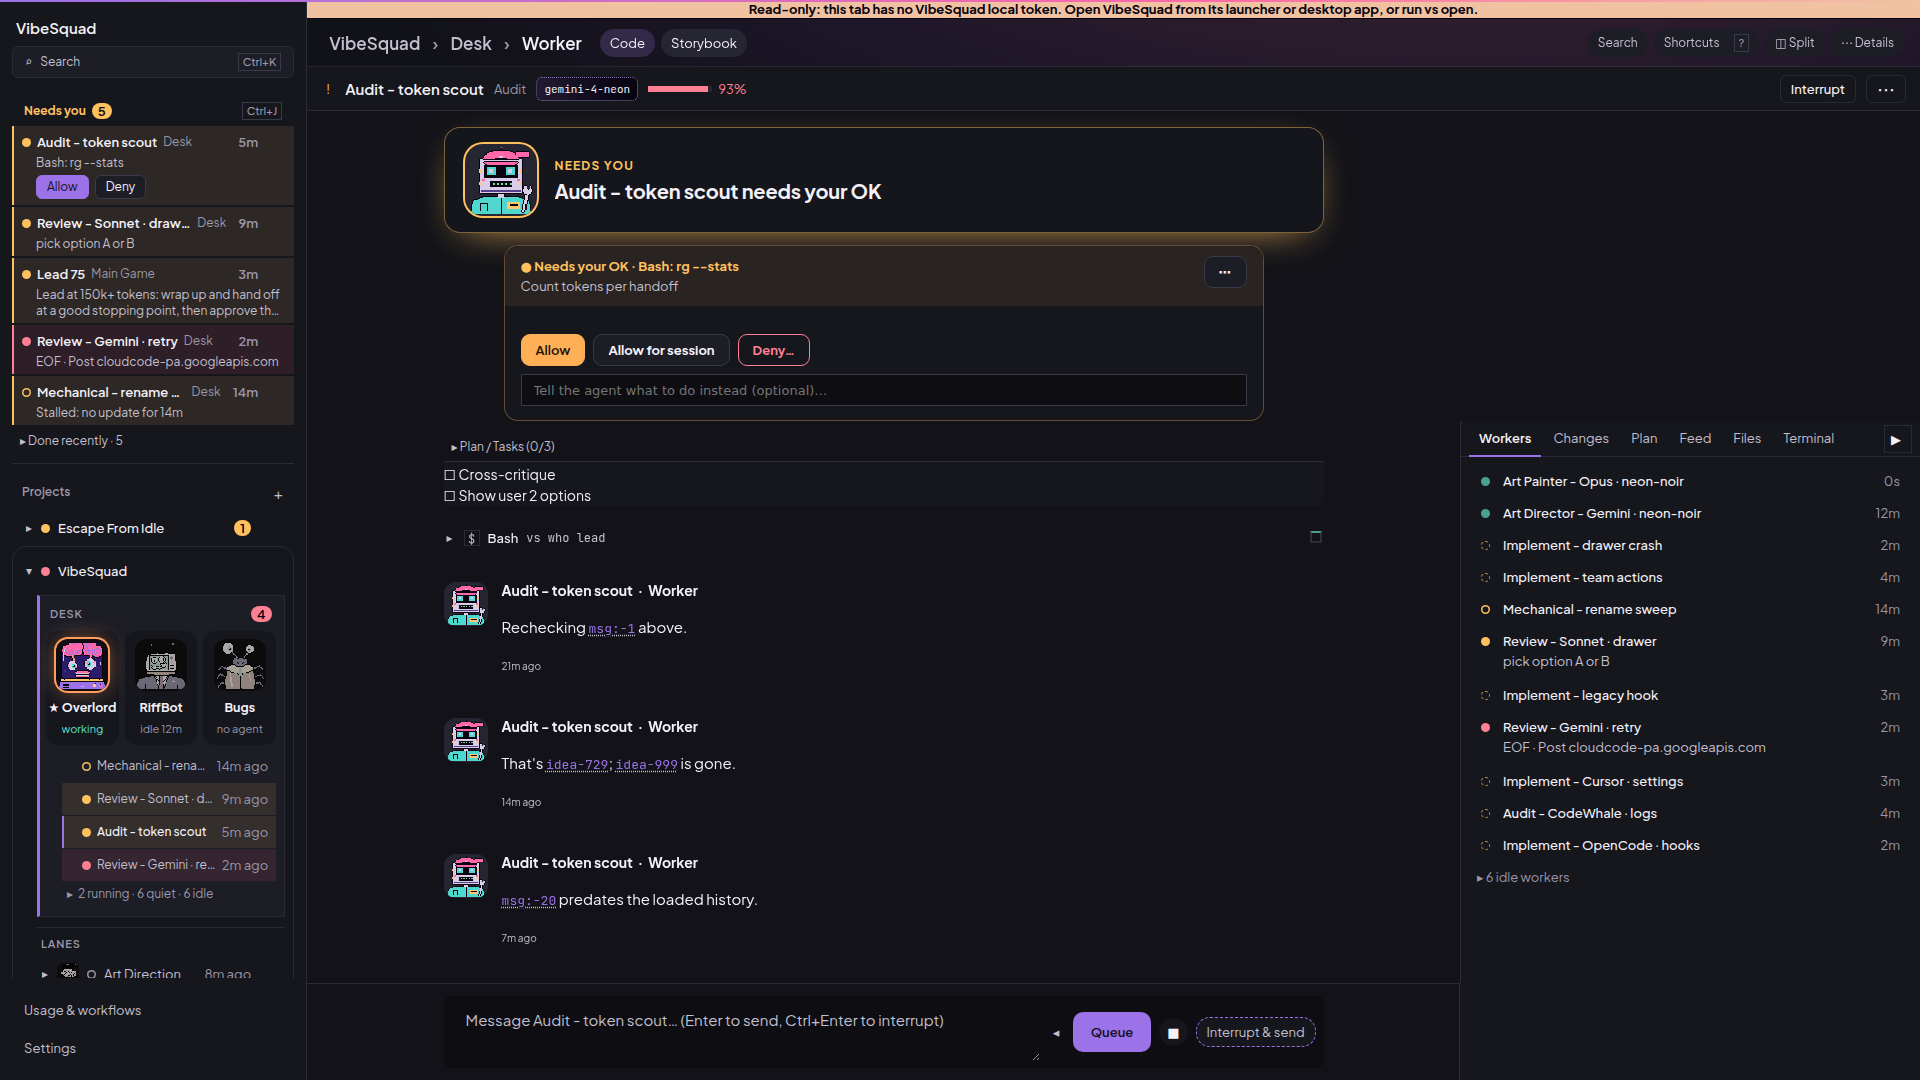 Read-only: this tab has no VibeSquad local token. Open VibeSquad from its launcher or desktop app, or run vs open.
VibeSquad
Search Ctrl+K
Needs you 5 Ctrl+J
Audit – token scout Desk 5m
Bash: rg --stats
Allow Deny
Review – Sonnet · draw… Desk 9m
pick option A or B
Lead 75 Main Game 3m
Lead at 150k+ tokens: wrap up and hand off
at a good stopping point, then approve th…
Review – Gemini · retry Desk 2m
EOF · Post cloudcode-pa.googleapis.com
Mechanical – rename … Desk 14m
Stalled: no update for 14m
Done recently · 5
Projects +
Escape From Idle 1
VibeSquad
DESK 4
★ Overlord RiffBot Bugs
working idle 12m no agent
Mechanical – rena… 14m ago
Review – Sonnet · d… 9m ago
Audit – token scout 5m ago
Review – Gemini · re… 2m ago
2 running · 6 quiet · 6 idle
LANES
Art Direction 8m ago
Usage & workflows
Settings
VibeSquad › Desk › Worker Code Storybook
Search Shortcuts ? Split ··· Details
! Audit – token scout Audit gemini-4-neon 93%
Interrupt ···
NEEDS YOU
Audit – token scout needs your OK
Needs your OK · Bash: rg --stats
Count tokens per handoff
···
Allow Allow for session Deny…
Tell the agent what to do instead (optional)…
Plan / Tasks (0/3)
☐ Cross-critique
☐ Show user 2 options
$ Bash vs who lead
Audit – token scout · Worker
Rechecking msg:-1 above.
21m ago
Audit – token scout · Worker
That's idea-729; idea-999 is gone.
14m ago
Audit – token scout · Worker
msg:-20 predates the loaded history.
7m ago
Message Audit – token scout… (Enter to send, Ctrl+Enter to interrupt)
Queue Interrupt & send
Workers Changes Plan Feed Files Terminal
Art Painter – Opus · neon-noir 0s
Art Director – Gemini · neon-noir 12m
Implement – drawer crash 2m
Implement – team actions 4m
Mechanical – rename sweep 14m
Review – Sonnet · drawer 9m
pick option A or B
Implement – legacy hook 3m
Review – Gemini · retry 2m
EOF · Post cloudcode-pa.googleapis.com
Implement – Cursor · settings 3m
Audit – CodeWhale · logs 4m
Implement – OpenCode · hooks 2m
6 idle workers